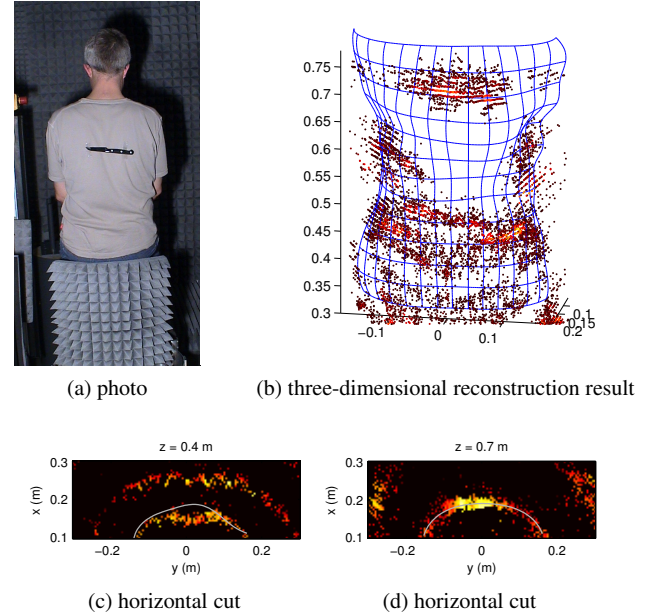 0.75
0.7
0.65
0.6
0.55
0.5
0.45
0.4
0.35
0.3
−0.1
0
0.1
0.2
0.1
0.15
(a) photo
(b) three-dimensional reconstruction result
z = 0.4 m
z = 0.7 m
0.3
0.2
0.1
x (m)
−0.2
0
0.2
y (m)
0.3
0.2
0.1
x (m)
−0.2
0
0.2
y (m)
(c) horizontal cut
(d) horizontal cut